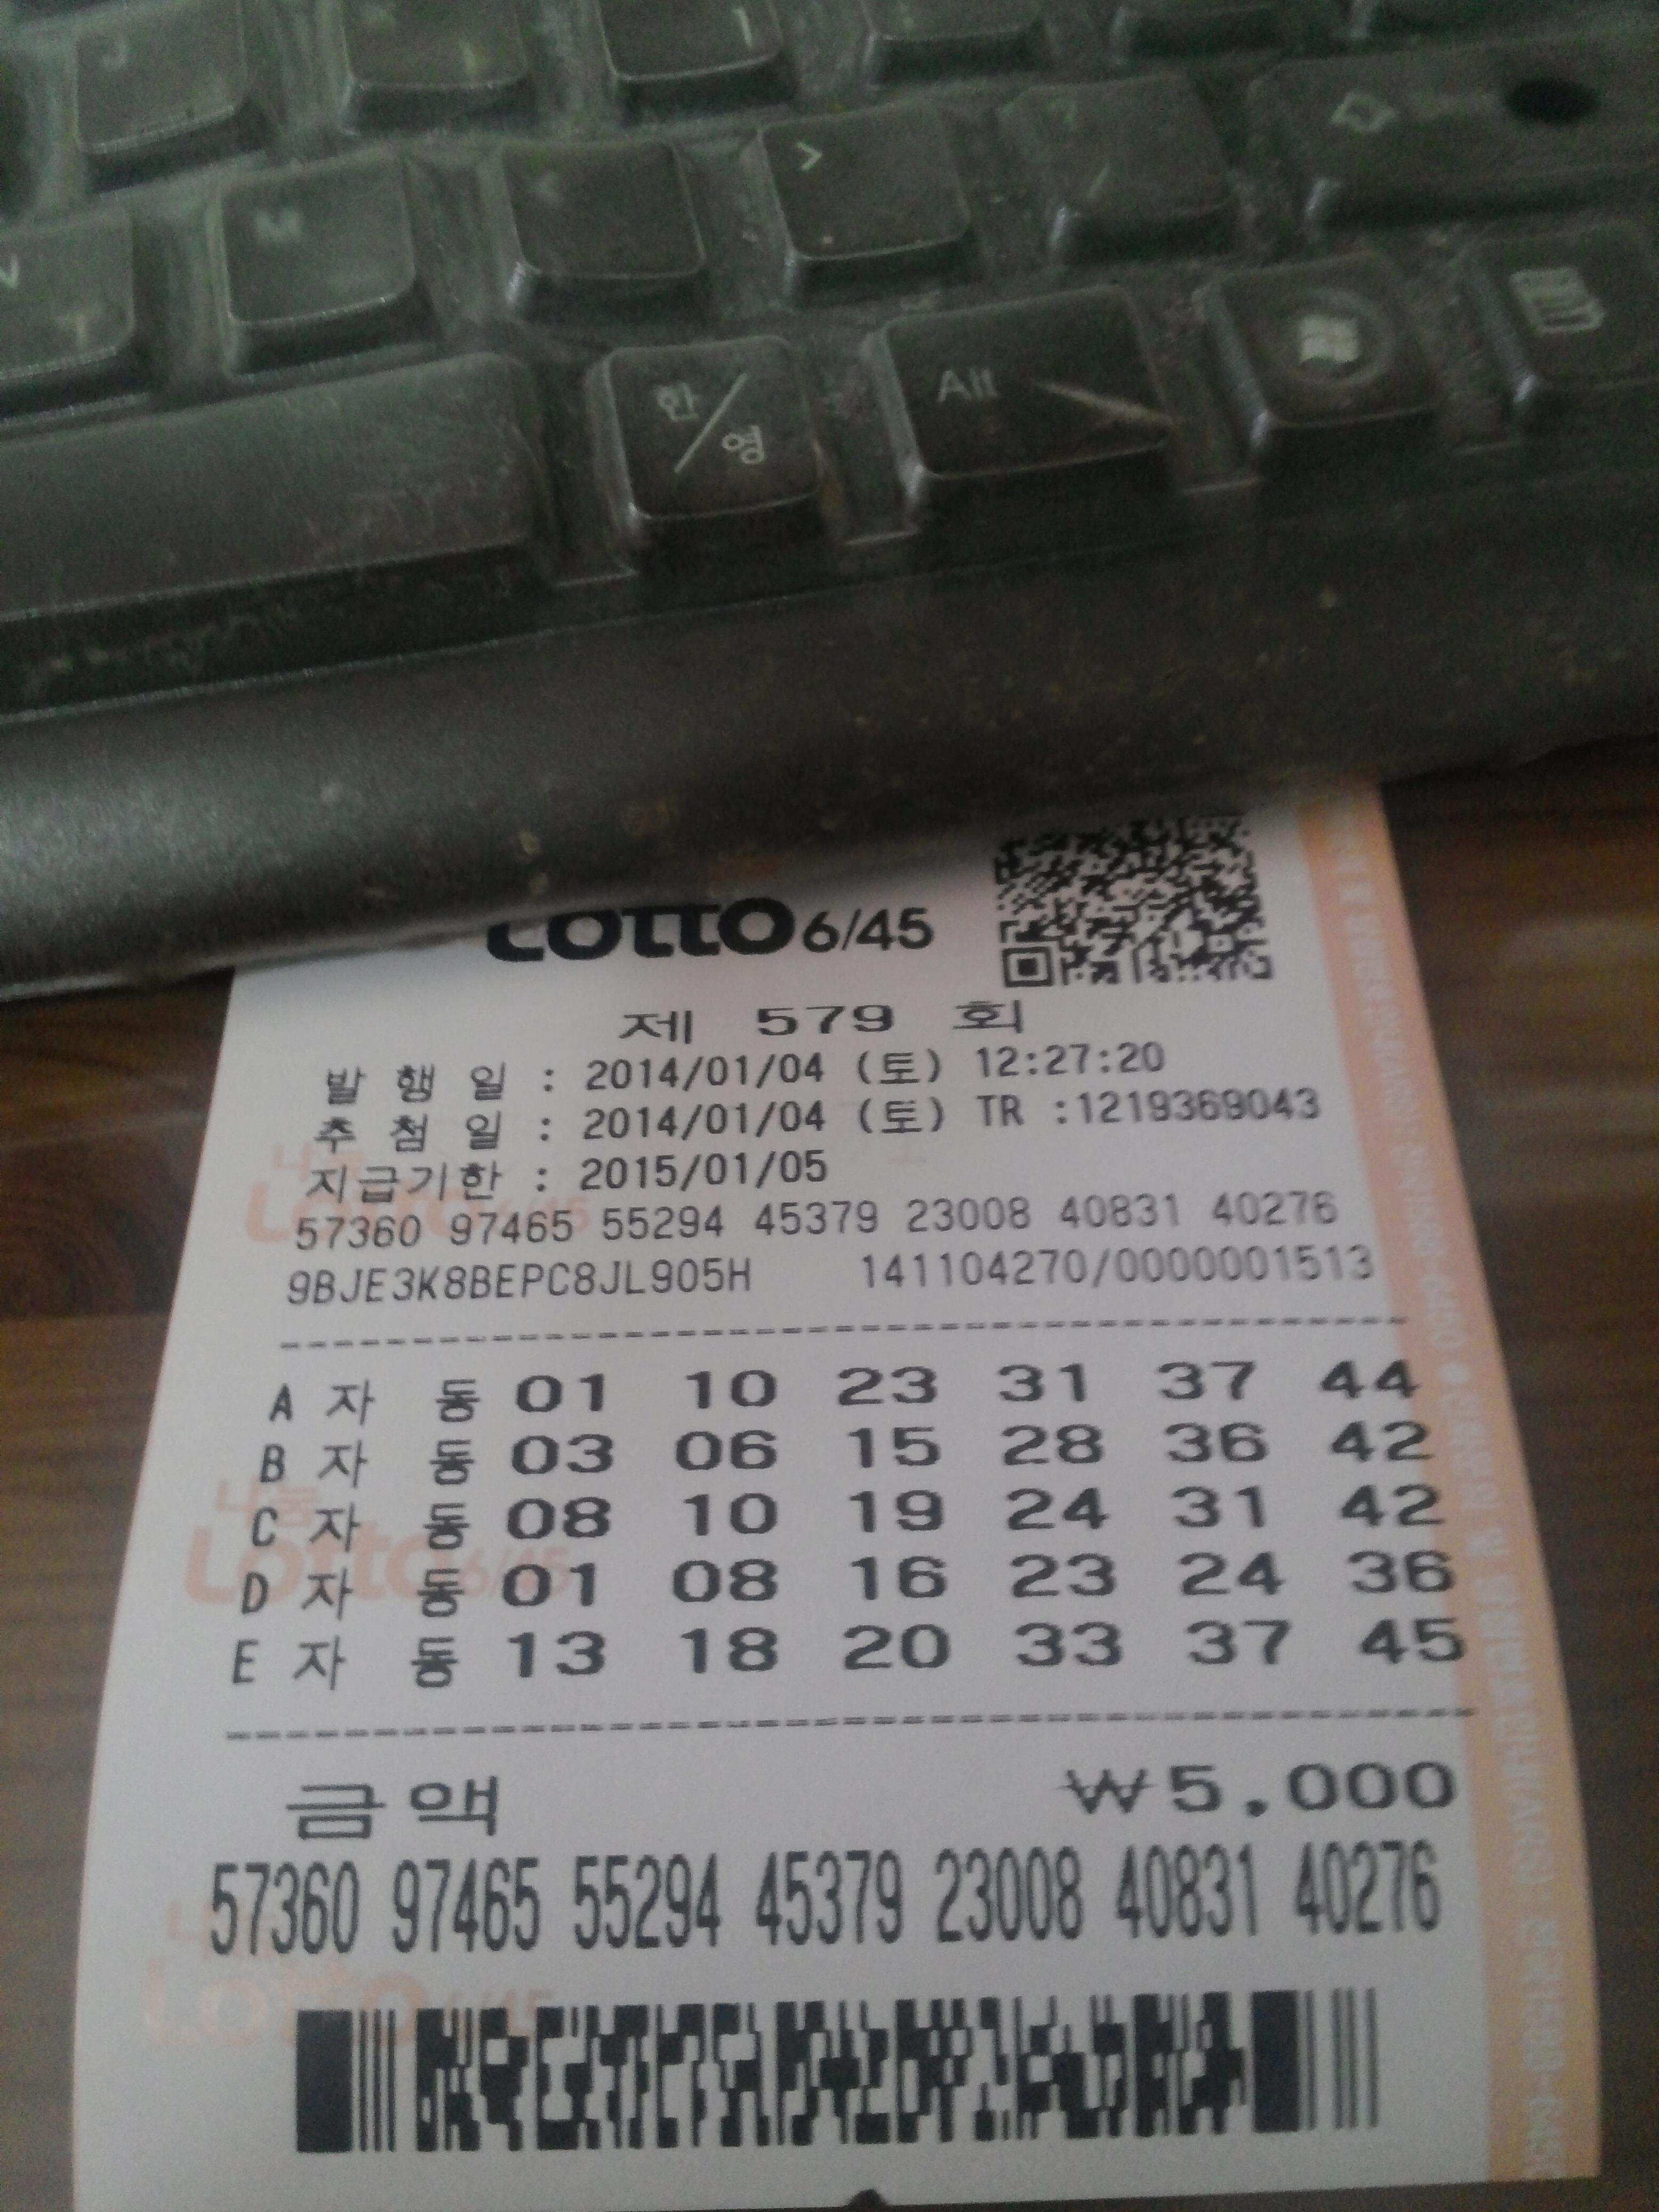 J
M
<
>
?
/
한/영
Alt
Lotto 6/45
제 579 회
발 행 일 : 2014/01/04 (토) 12:27:20
추 첨 일 : 2014/01/04 (토) TR :1219369043
지급기한 : 2015/01/05
57360 97465 55294 45379 23008 40831 40276
9BJE3K8BEPC8JL905H 141104270/0000001513
A 자 동 01 10 23 31 37 44
B 자 동 03 06 15 28 36 42
C 자 동 08 10 19 24 31 42
D 자 동 01 08 16 23 24 36
E 자 동 13 18 20 33 37 45
금액 ₩5,000
57360 97465 55294 45379 23008 40831 40276
나눔
Lotto 6/45